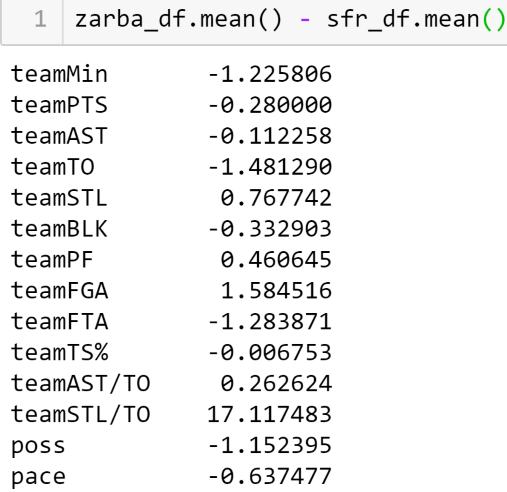 1 zarba_df.mean() - sfr_df.mean()
teamMin -1.225806
teamPTS -0.280000
teamAST -0.112258
teamTO -1.481290
teamSTL 0.767742
teamBLK -0.332903
teamPF 0.460645
teamFGA 1.584516
teamFTA -1.283871
teamTS% -0.006753
teamAST/TO 0.262624
teamSTL/TO 17.117483
poss -1.152395
pace -0.637477